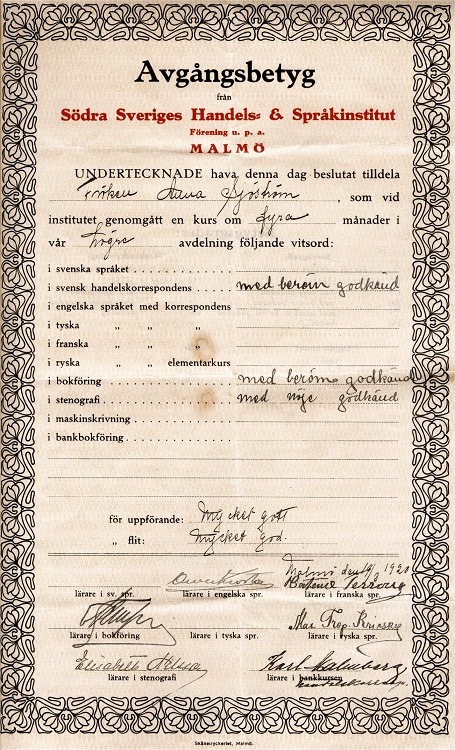 Avgångsbetyg
från
Södra Sveriges Handels- & Språkinstitut
Förening u. p. a.
MALMÖ
UNDERTECKNADE hava denna dag beslutat tilldela
Fröken Anna Sjöström, som vid
institutet genomgått en kurs om fyra månader i
vår högre avdelning följande vitsord:
i svenska språket
i svensk handelskorrespondens med beröm godkänd
i engelska språket med korrespondens
i tyska „ „ „
i franska „ „ „
i ryska „ „ elementarkurs
i bokföring med beröm godkänd
i stenografi med nöje godkänd
i maskinskrivning
i bankbokföring
för uppförande: Mycket gott
„ flit: Mycket god.
Malmö den 1920
lärare i sv. spr. lärare i engelska spr. lärare i franska spr.
lärare i bokföring lärare i tyska spr. lärare i ryska spr.
Elisabeth Karl Malmberg
lärare i stenografi lärare i bankkursen
Skånetryckeriet, Malmö.